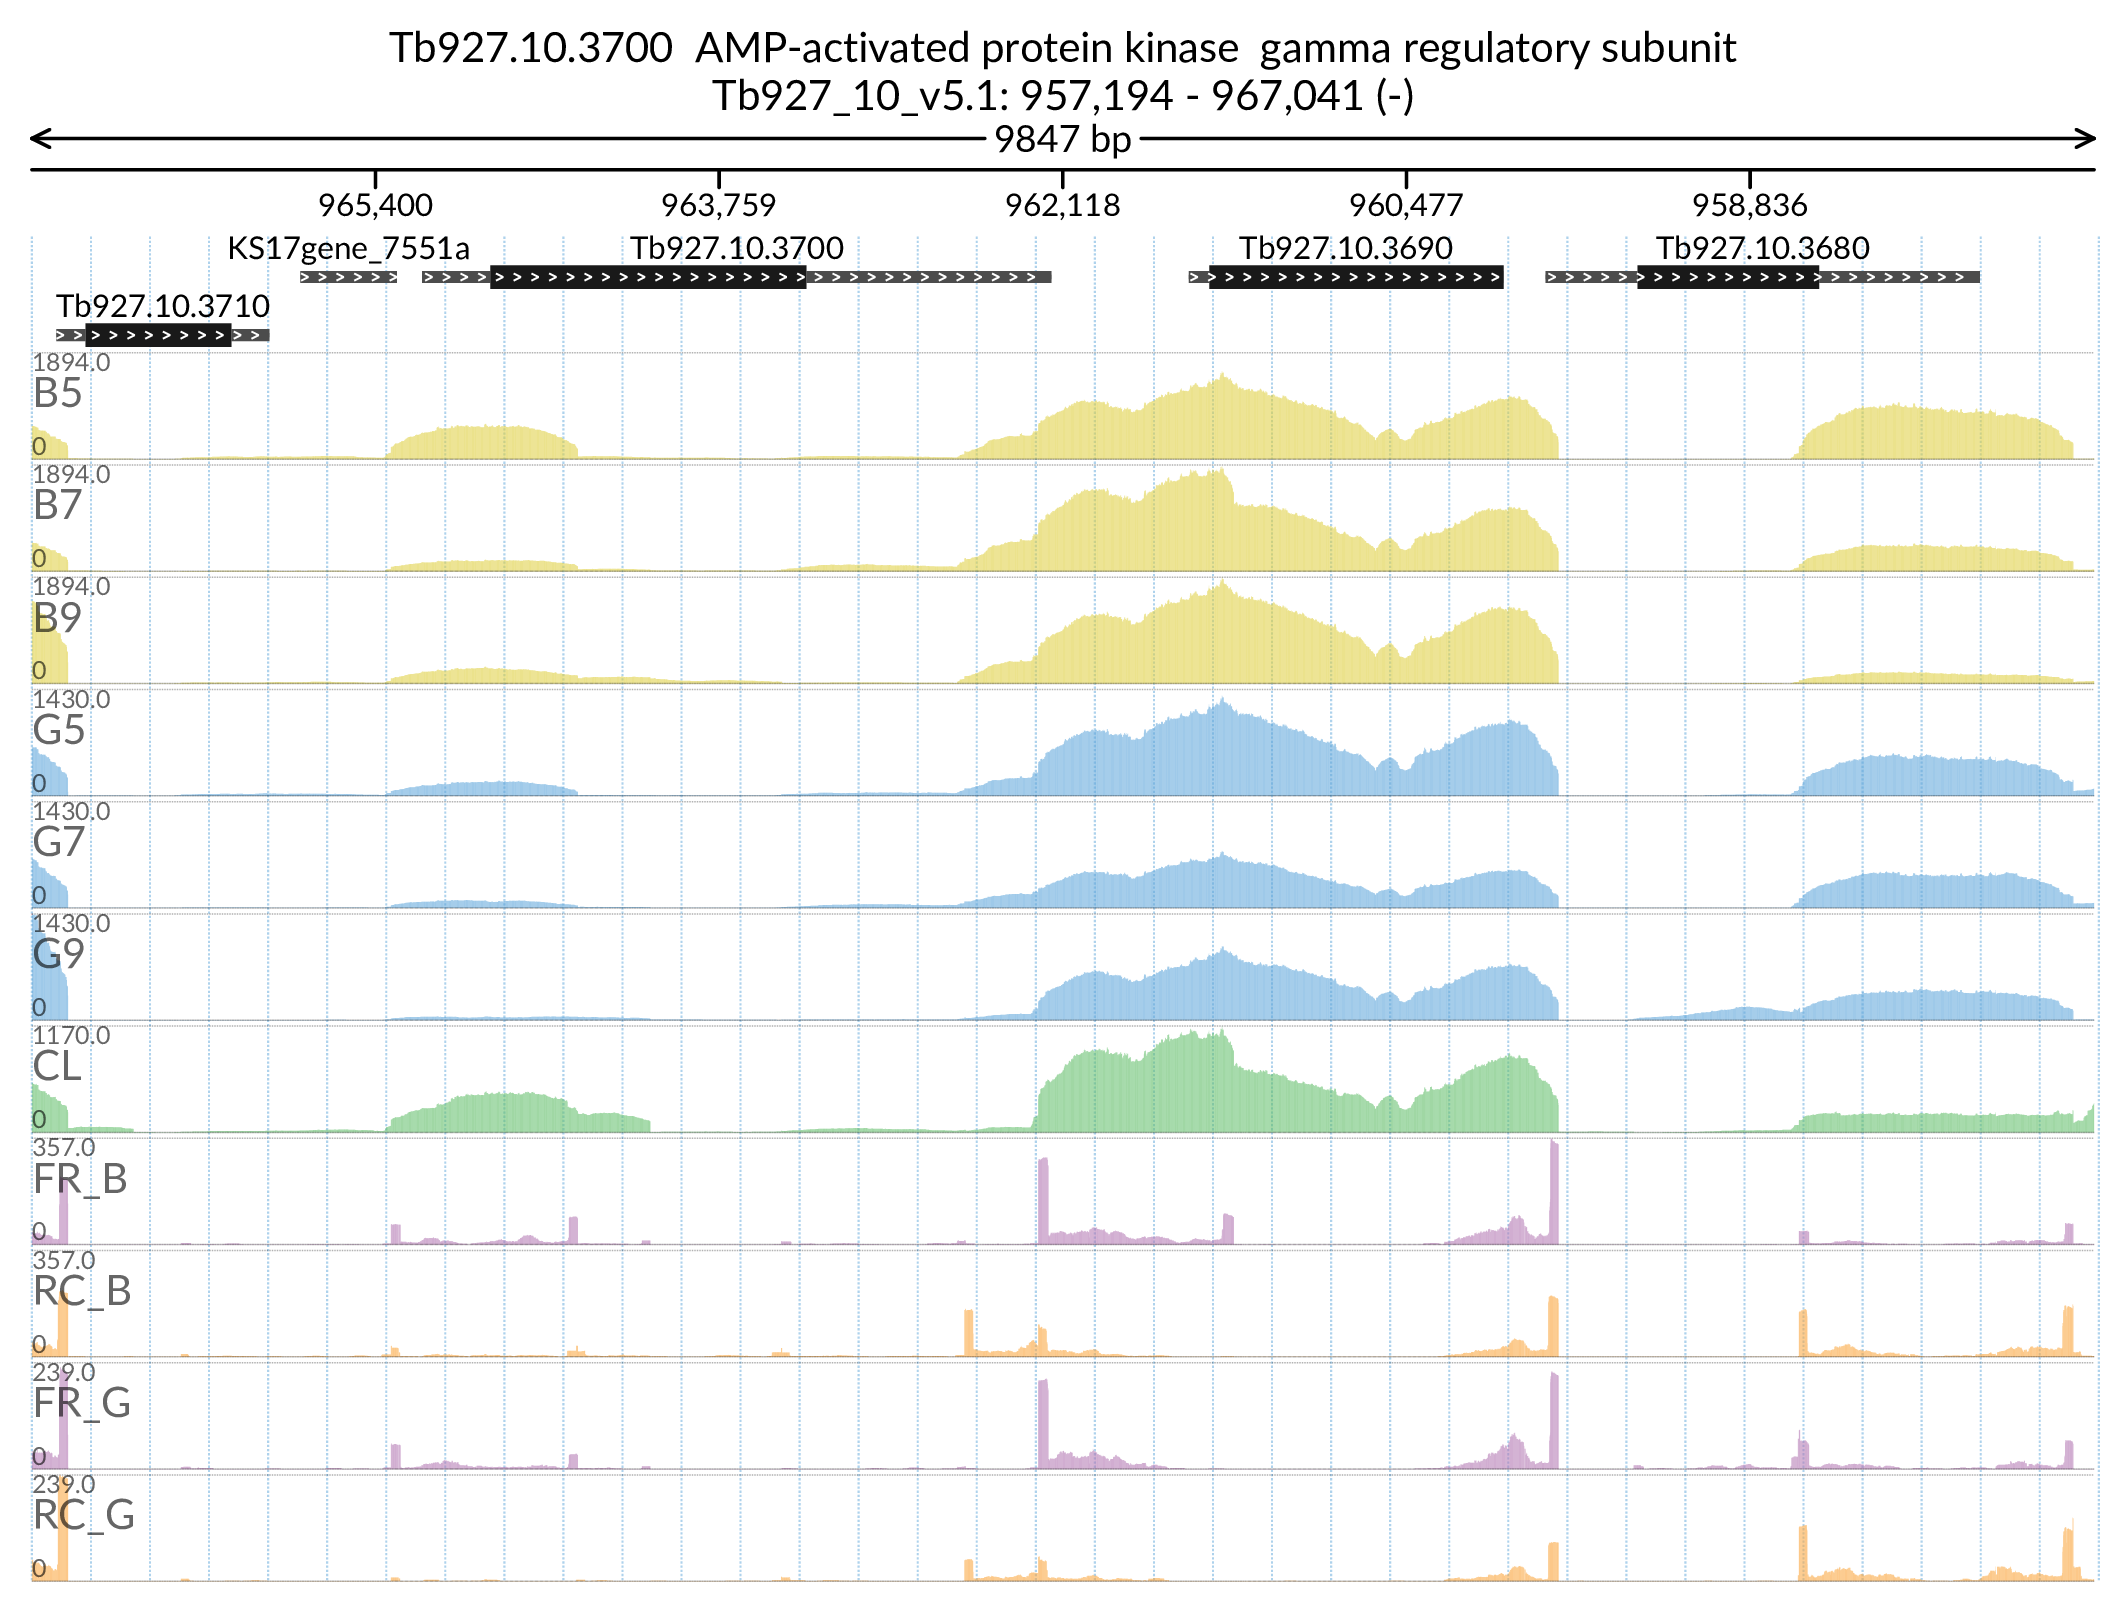 Tb927.10.3700 AMP-activated protein kinase gamma regulatory subunit
Tb927_10_v5.1: 957,194 - 967,041 (-)
9847 bp
965,400 963,759 962,118 960,477 958,836
KS17gene_7551a Tb927.10.3700 Tb927.10.3690 Tb927.10.3680
Tb927.10.3710
1894.0
B5
0
1894.0
B7
0
1894.0
B9
0
1430.0
G5
0
1430.0
G7
0
1430.0
G9
0
1170.0
CL
0
357.0
FR_B
0
357.0
RC_B
0
239.0
FR_G
0
239.0
RC_G
0